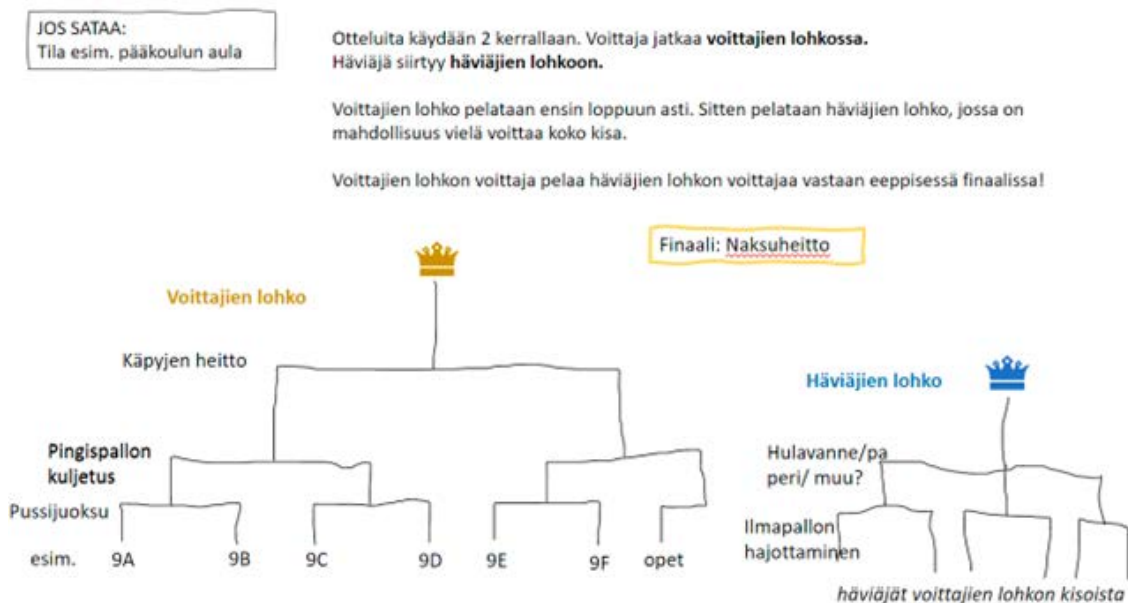 JOS SATAA:
Tila esim. pääkoulun aula
Otteluita käydään 2 kerrallaan. Voittaja jatkaa voittajien lohkossa.
Häviäjä siirtyy häviäjien lohkoon.
Voittajien lohko pelataan ensin loppuun asti. Sitten pelataan häviäjien lohko, jossa on
mahdollisuus vielä voittaa koko kisa.
Voittajien lohkon voittaja pelaa häviäjien lohkon voittajaa vastaan eeppisessä finaalissa!
Finaali: Naksuheitto
Voittajien lohko
Käpyjen heitto
Pingispallon
kuljetus
Pussijuoksu
esim. 9A 9B 9C 9D 9E 9F opet
Häviäjien lohko
Hulavanne/pa
peri/ muu?
Ilmapallon
hajottaminen
häviäjät voittajien lohkon kisoista